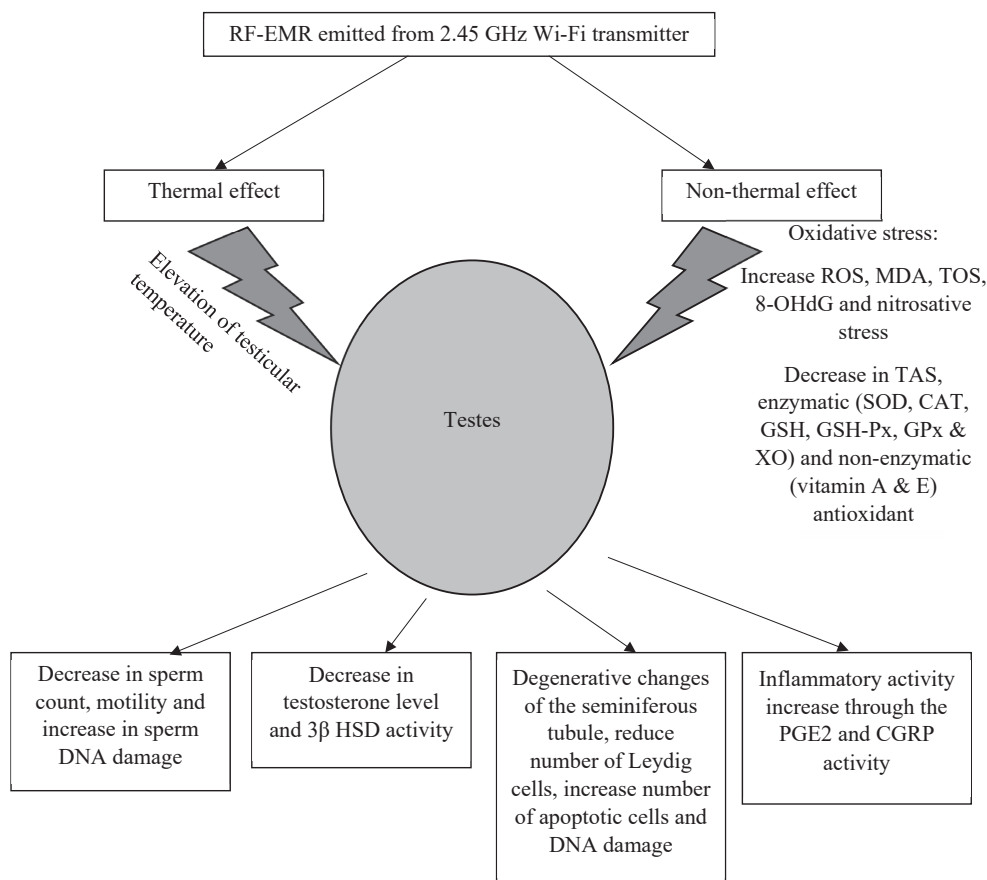 RF-EMR emitted from 2.45 GHz Wi-Fi transmitter
Thermal effect
Non-thermal effect
Elevation of testicular
temperature
Oxidative stress:
Increase ROS, MDA, TOS,
8-OHdG and nitrosative
stress
Decrease in TAS,
enzymatic (SOD, CAT,
GSH, GSH-Px, GPx &
XO) and non-enzymatic
(vitamin A & E)
antioxidant
Testes
Decrease in sperm
count, motility and
increase in sperm
DNA damage
Decrease in
testosterone level
and 3β HSD activity
Degenerative changes
of the seminiferous
tubule, reduce
number of Leydig
cells, increase number
of apoptotic cells and
DNA damage
Inflammatory activity
increase through the
PGE2 and CGRP
activity